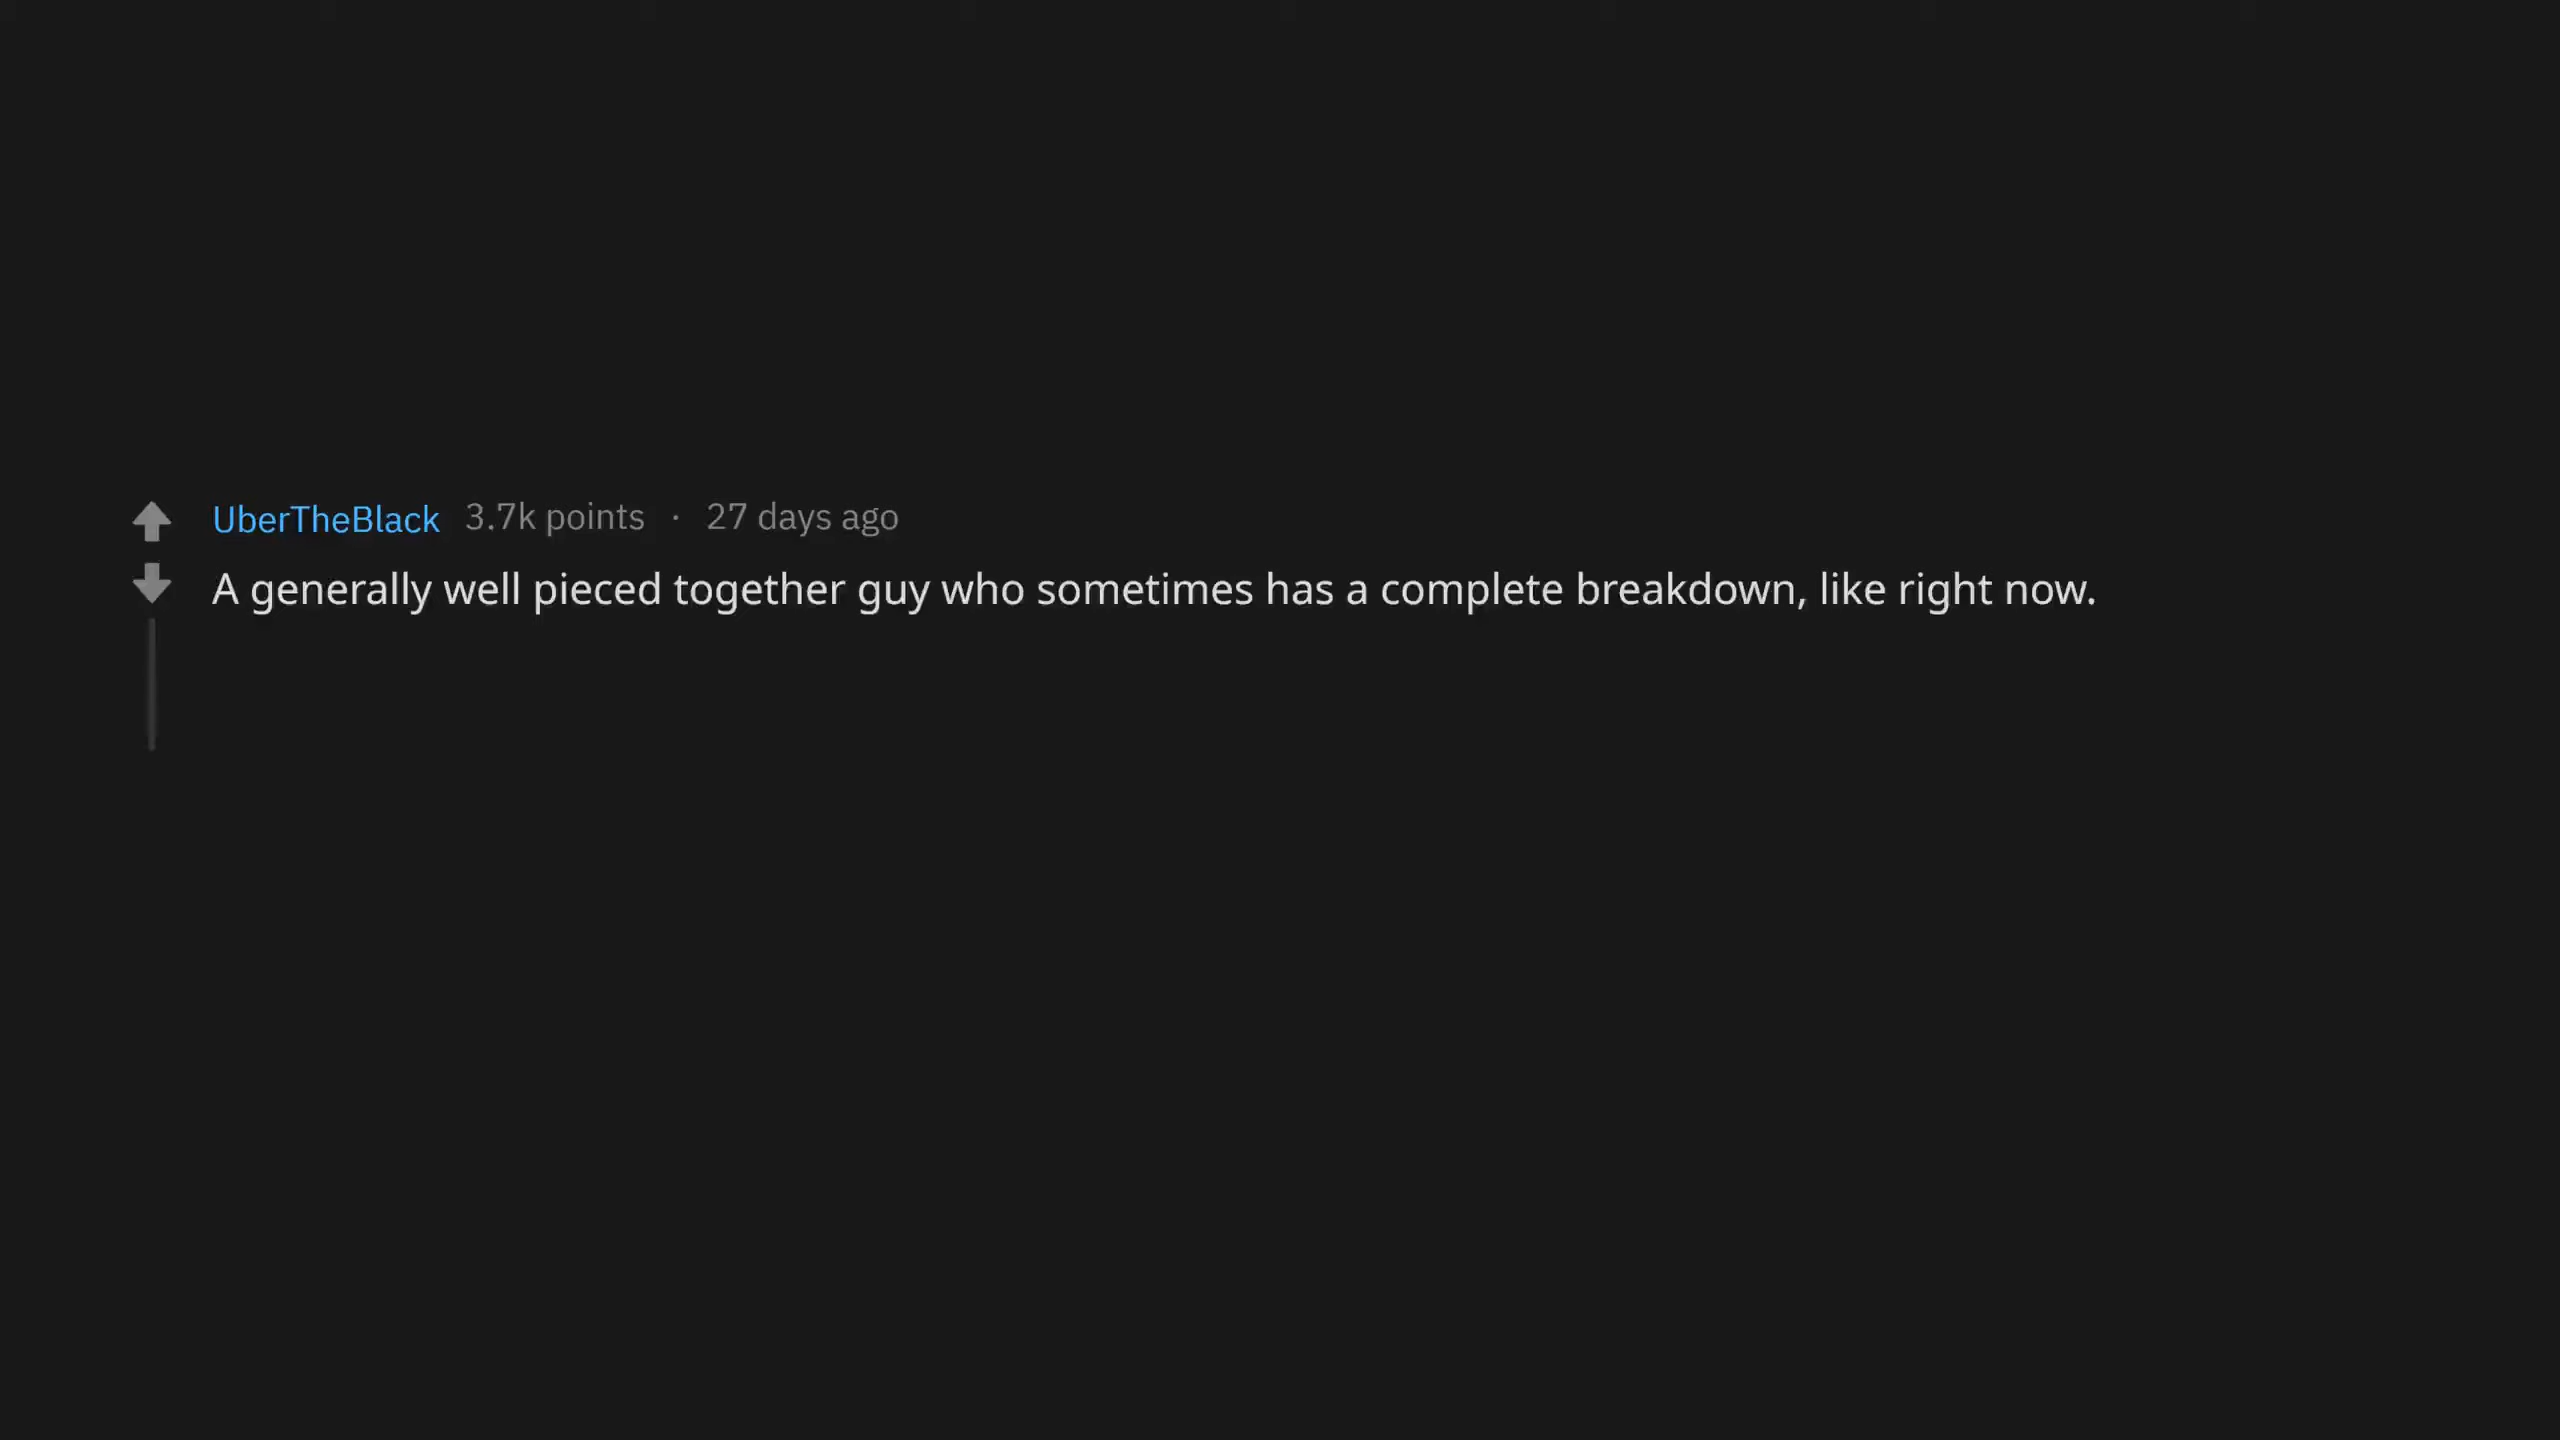 UberTheBlack 3.7k points · 27 days ago
A generally well pieced together guy who sometimes has a complete breakdown, like right now.